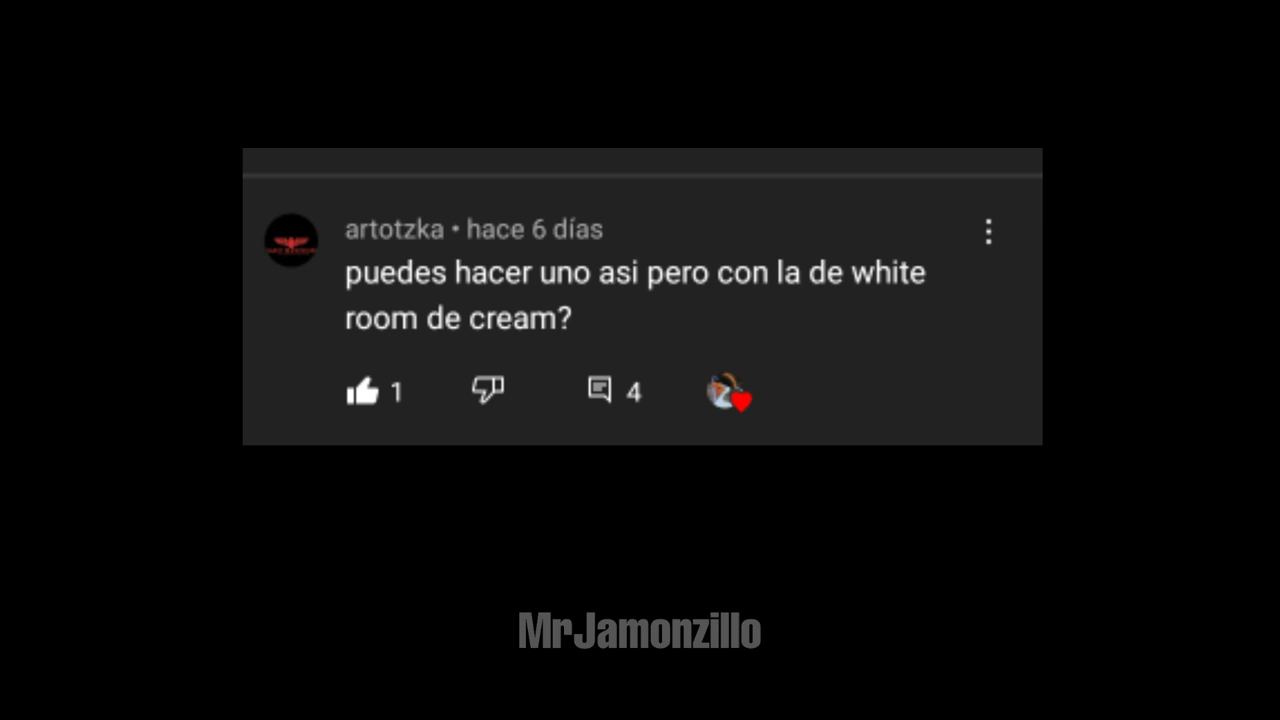 artotzka • hace 6 días
puedes hacer uno asi pero con la de white
room de cream?
1 4
MrJamonzillo